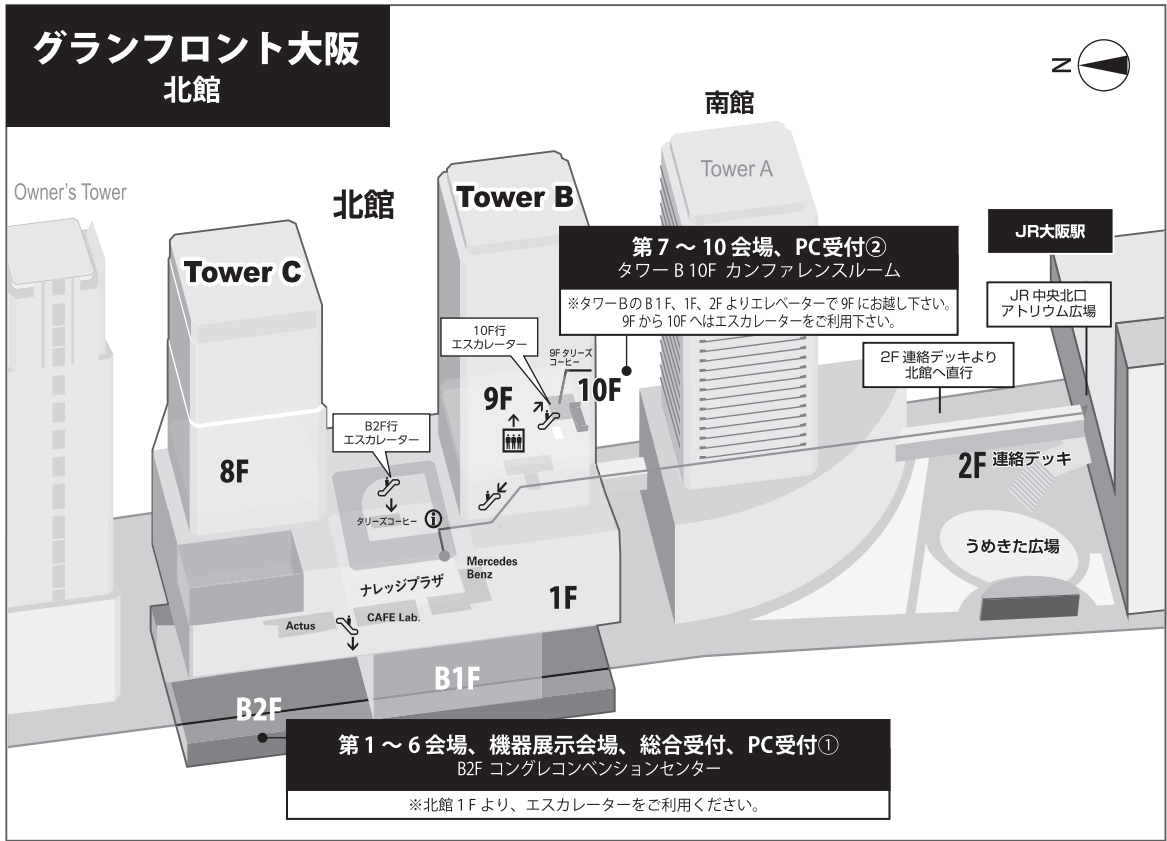 グランフロント大阪
北館
N
南館
Tower A
Owner's Tower
北館
Tower B
Tower C
JR大阪駅
第7～10会場、PC受付②
タワーB 10F カンファレンスルーム
※タワーBのB1F、1F、2Fよりエレベーターで9Fにお越し下さい。
9Fから10Fへはエスカレーターをご利用下さい。
JR中央北口
アトリウム広場
10F行
エスカレーター
9Fタリーズ
コーヒー
2F連絡デッキより
北館へ直行
9F
10F
B2F行
エスカレーター
8F
2F 連絡デッキ
タリーズコーヒー
i
うめきた広場
Mercedes
Benz
ナレッジプラザ
1F
CAFE Lab.
Actus
B1F
B2F
第1～6会場、機器展示会場、総合受付、PC受付①
B2F コングレコンベンションセンター
※北館1Fより、エスカレーターをご利用ください。